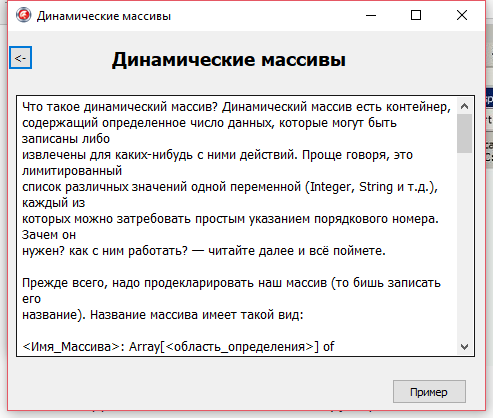 Динамические массивы
<-
Динамические массивы
Что такое динамический массив? Динамический массив есть контейнер,
содержащий определенное число данных, которые могут быть
записаны либо
извлечены для каких-нибудь с ними действий. Проще говоря, это
лимитированный
список различных значений одной переменной (Integer, String и т.д.),
каждый из
которых можно затребовать простым указанием порядкового номера.
Зачем он
нужен? как с ним работать? — читайте далее и всё поймете.
Прежде всего, надо продекларировать наш массив (то бишь записать
его
название). Название массива имеет такой вид:
<Имя_Массива>: Array[<область_определения>] of
Пример